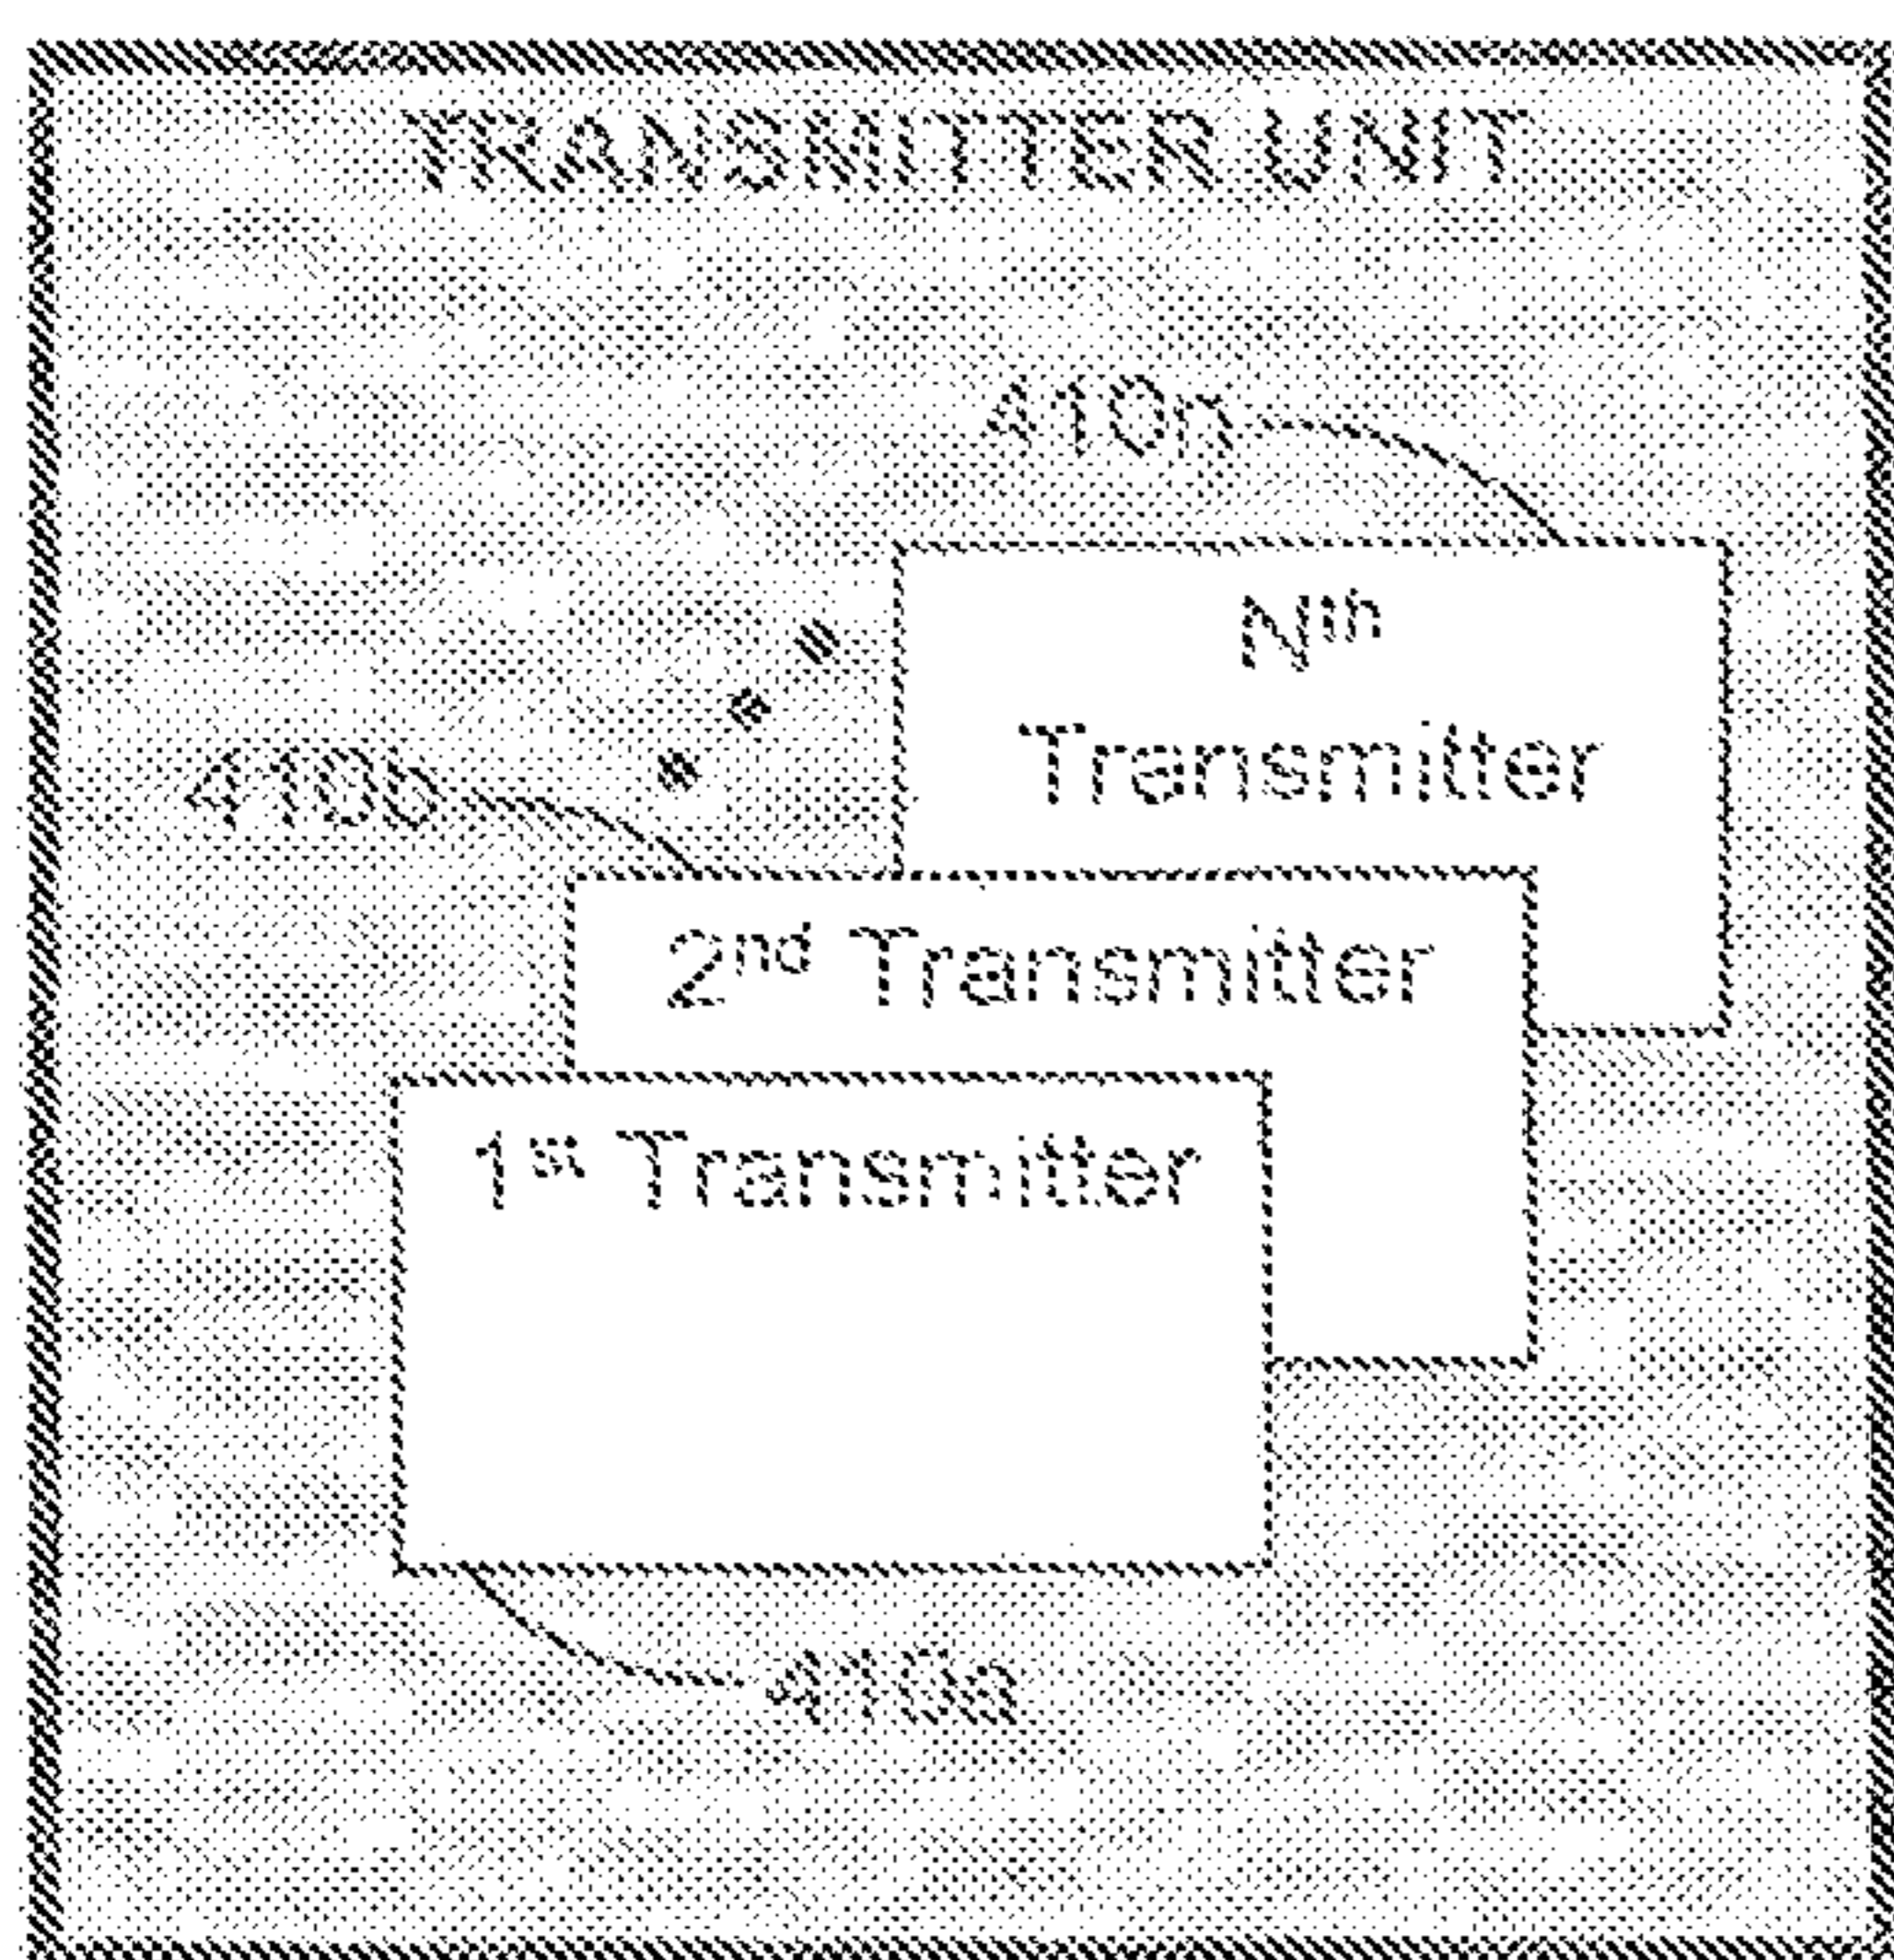 TRANSMITTER UNIT
410n
Nth
Transmitter
410b
2nd Transmitter
1st Transmitter
410a